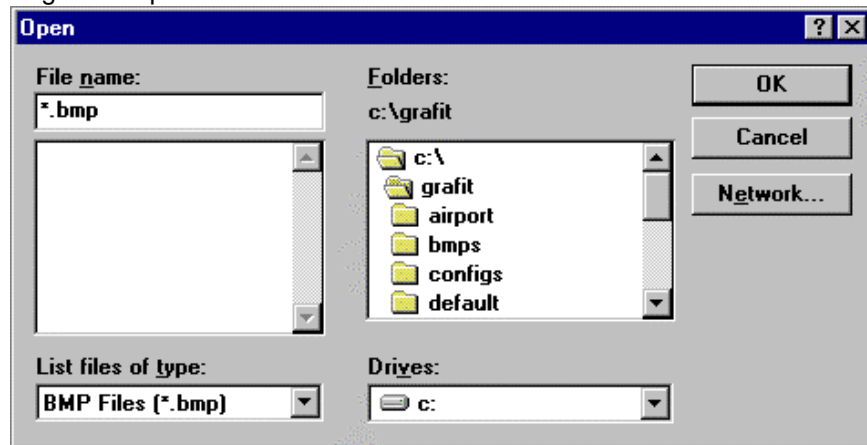 Open
File name:
*.bmp
Folders:
c:\grafit
c:\
grafit
airport
bmps
configs
default
OK
Cancel
Network...
List files of type:
BMP Files (*.bmp)
Drives:
c: